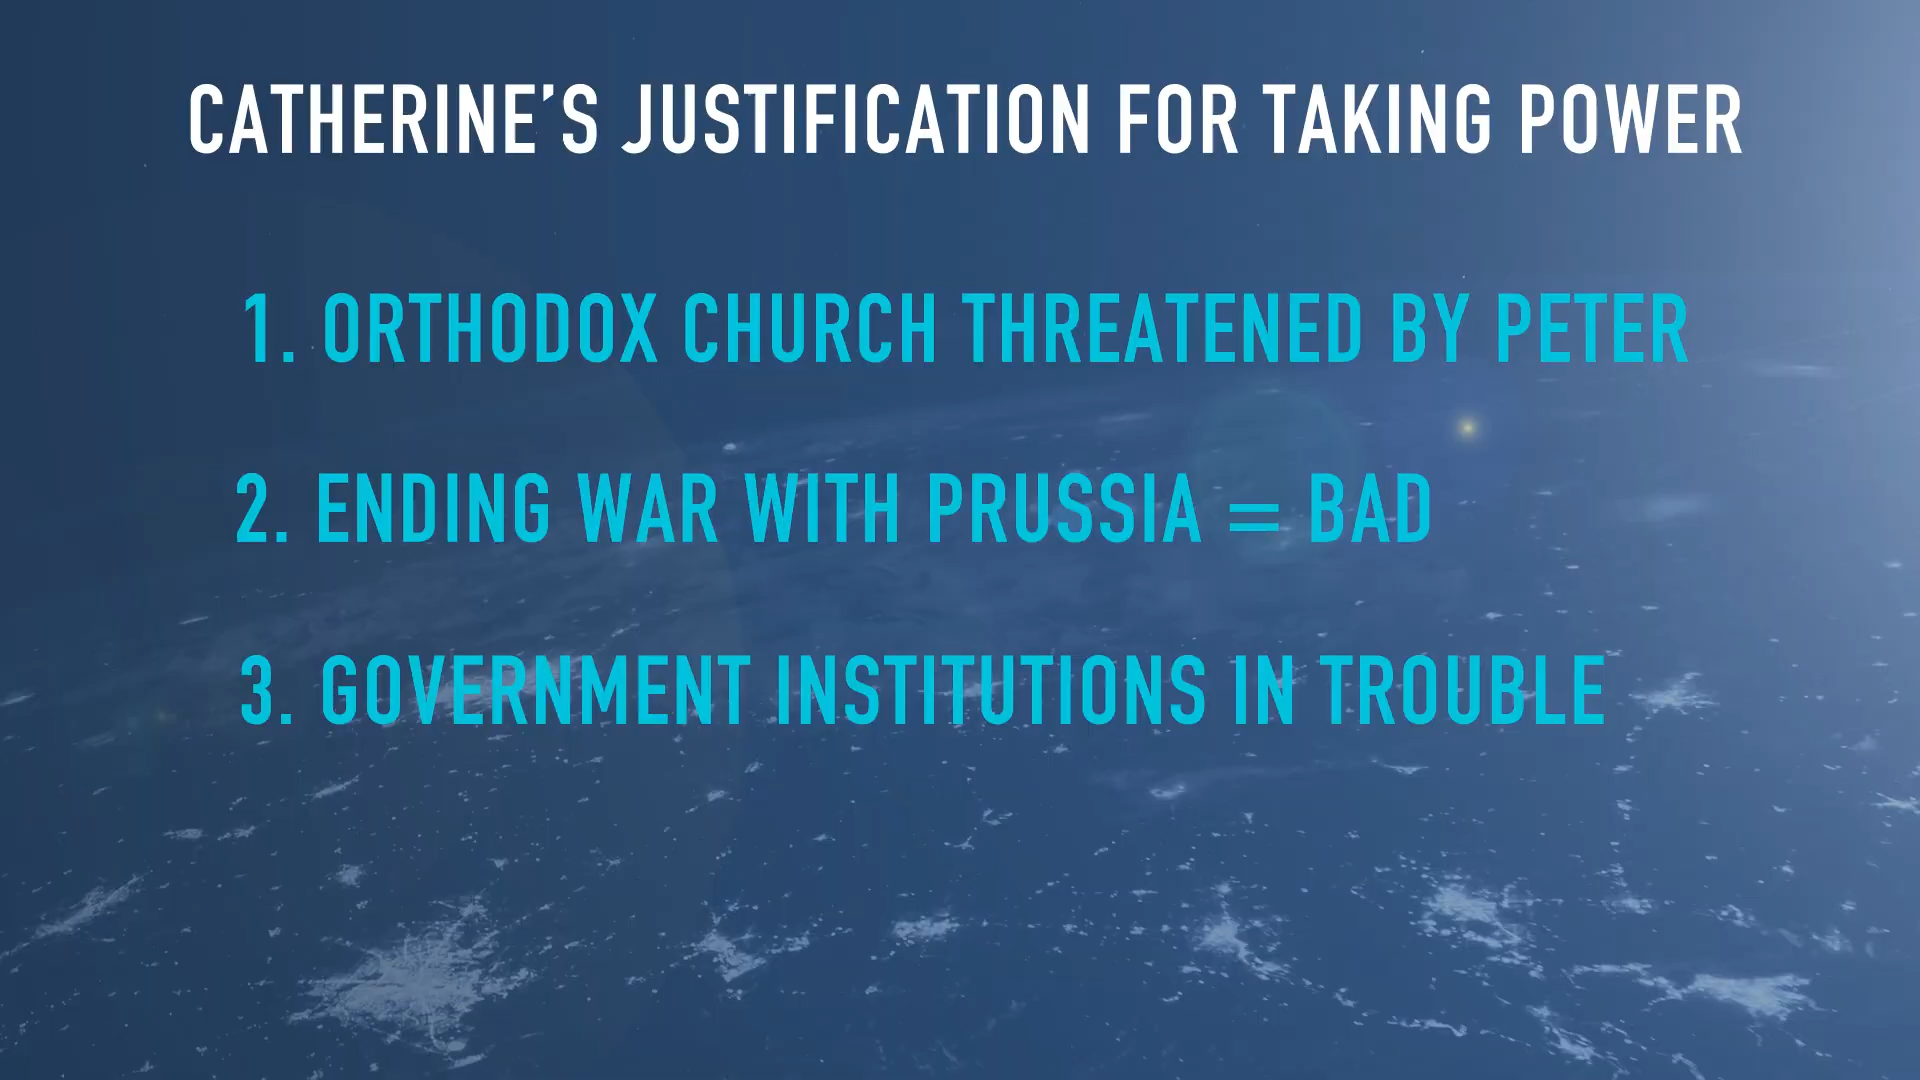 CATHERINE’S JUSTIFICATION FOR TAKING POWER
1. ORTHODOX CHURCH THREATENED BY PETER
2. ENDING WAR WITH PRUSSIA = BAD
3. GOVERNMENT INSTITUTIONS IN TROUBLE